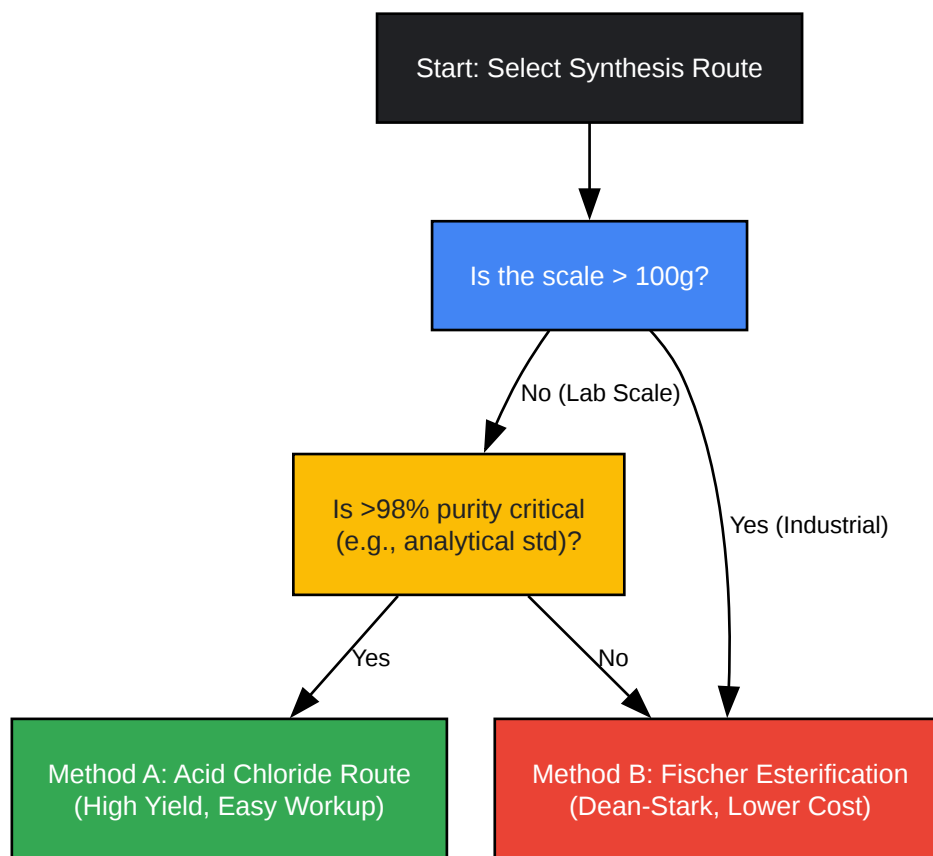 Start: Select Synthesis Route
Is the scale > 100g?
No (Lab Scale)
Is >98% purity critical
(e.g., analytical std)?
Yes (Industrial)
Yes
No
Method A: Acid Chloride Route
(High Yield, Easy Workup)
Method B: Fischer Esterification
(Dean-Stark, Lower Cost)